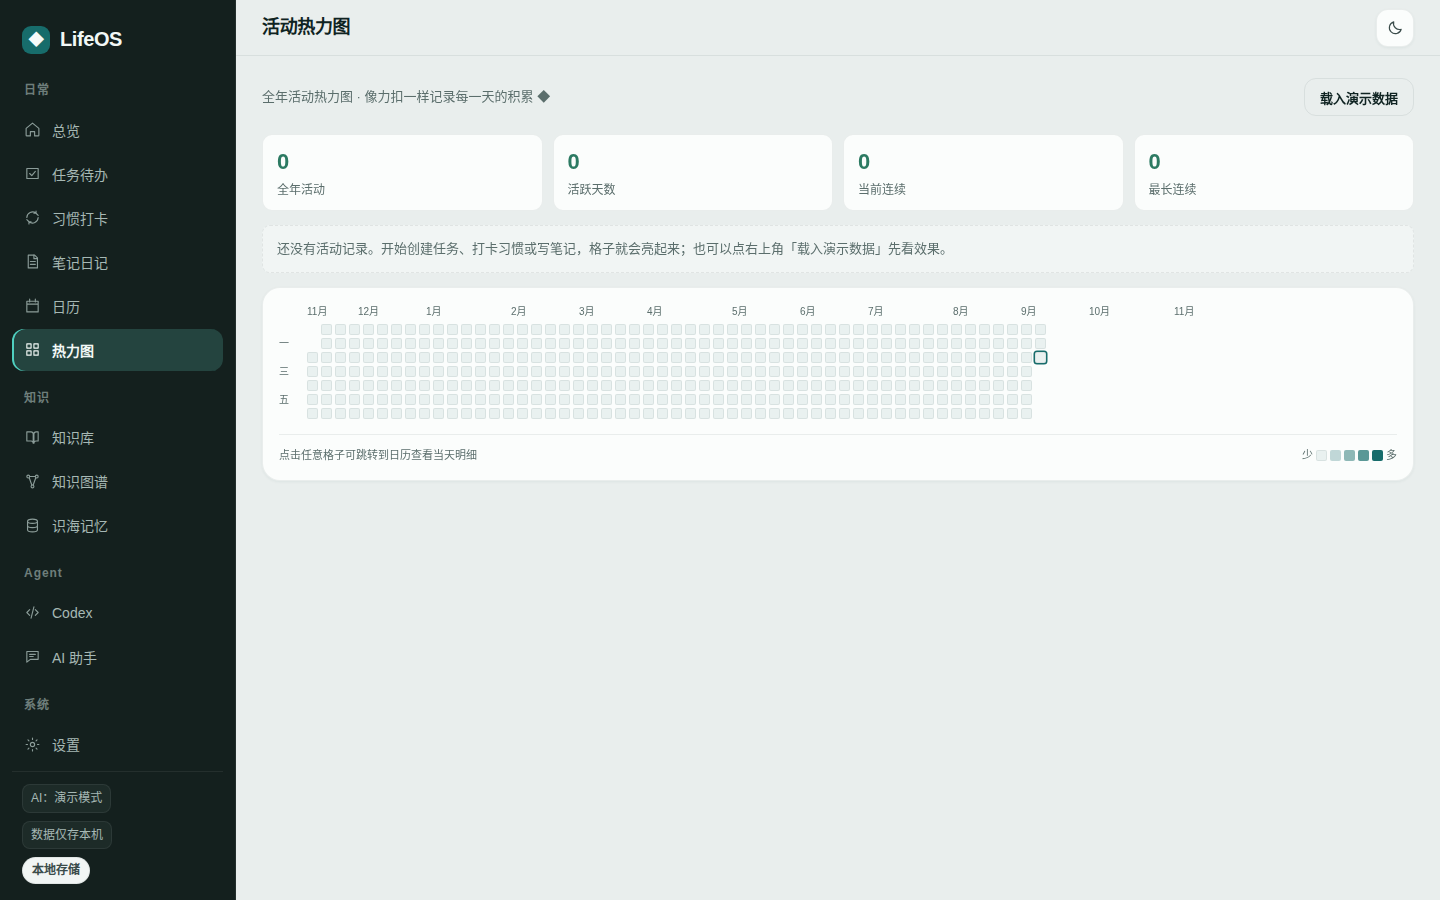 LifeOS
日常
总览
任务待办
习惯打卡
笔记日记
日历
热力图
知识
知识库
知识图谱
识海记忆
Agent
Codex
AI 助手
系统
设置
AI：演示模式
数据仅存本机
本地存储
活动热力图
全年活动热力图 · 像力扣一样记录每一天的积累 ◆
载入演示数据
0
全年活动
0
活跃天数
0
当前连续
0
最长连续
还没有活动记录。开始创建任务、打卡习惯或写笔记，格子就会亮起来；也可以点右上角「载入演示数据」先看效果。
11月 12月 1月 2月 3月 4月 5月 6月 7月 8月 9月 10月 11月
一
三
五
点击任意格子可跳转到日历查看当天明细
少 多